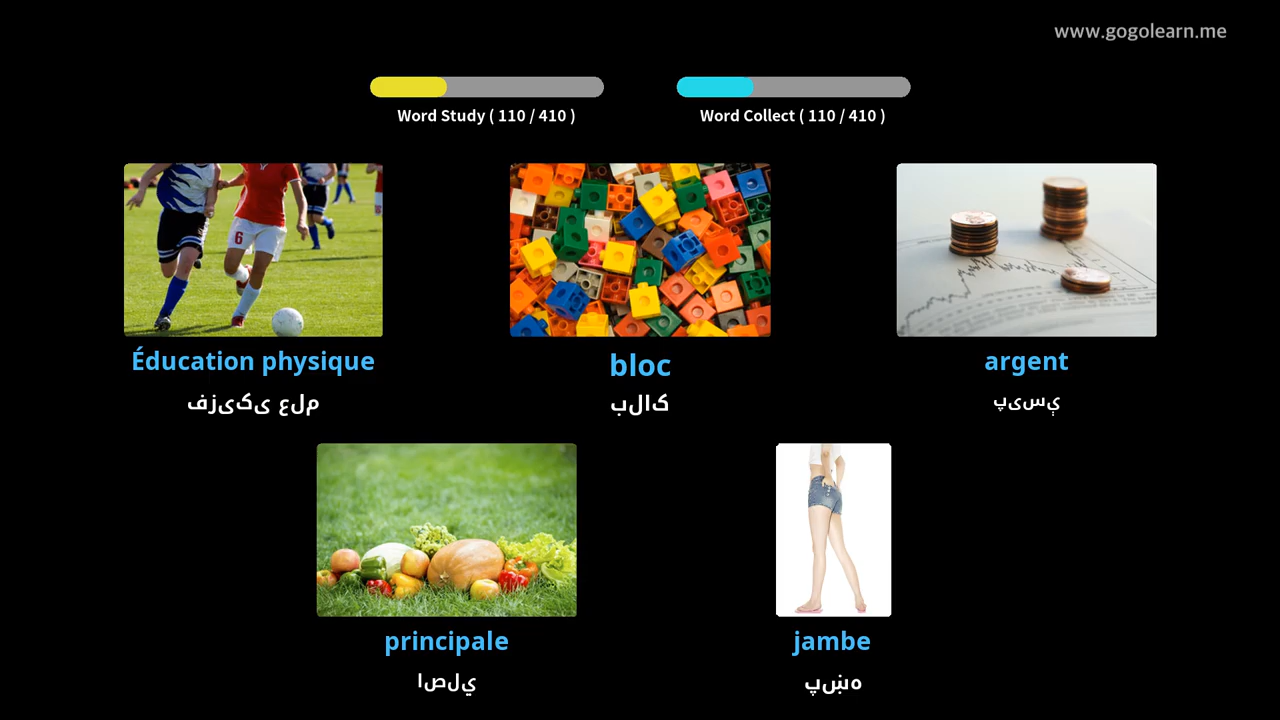 www.gogolearn.me
Word Study ( 110 / 410 )
Word Collect ( 110 / 410 )
Éducation physique
فزیکی علم
bloc
بلاک
argent
پیسې
principale
اصلي
jambe
پښه